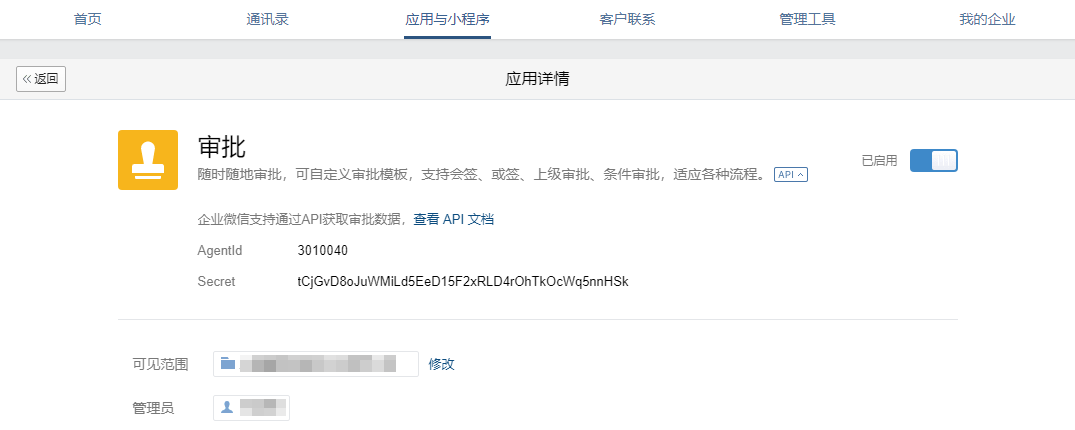 首页 通讯录 应用与小程序 客户联系 管理工具 我的企业
返回 应用详情
审批
已启用
随时随地审批，可自定义审批模板，支持会签、或签、上级审批、条件审批，适应各种流程。 API
企业微信支持通过API获取审批数据，查看 API 文档
AgentId 3010040
Secret tCjGvD8oJuWMiLd5EeD15F2xRLD4rOhTkOcWq5nnHSk
可见范围 修改
管理员